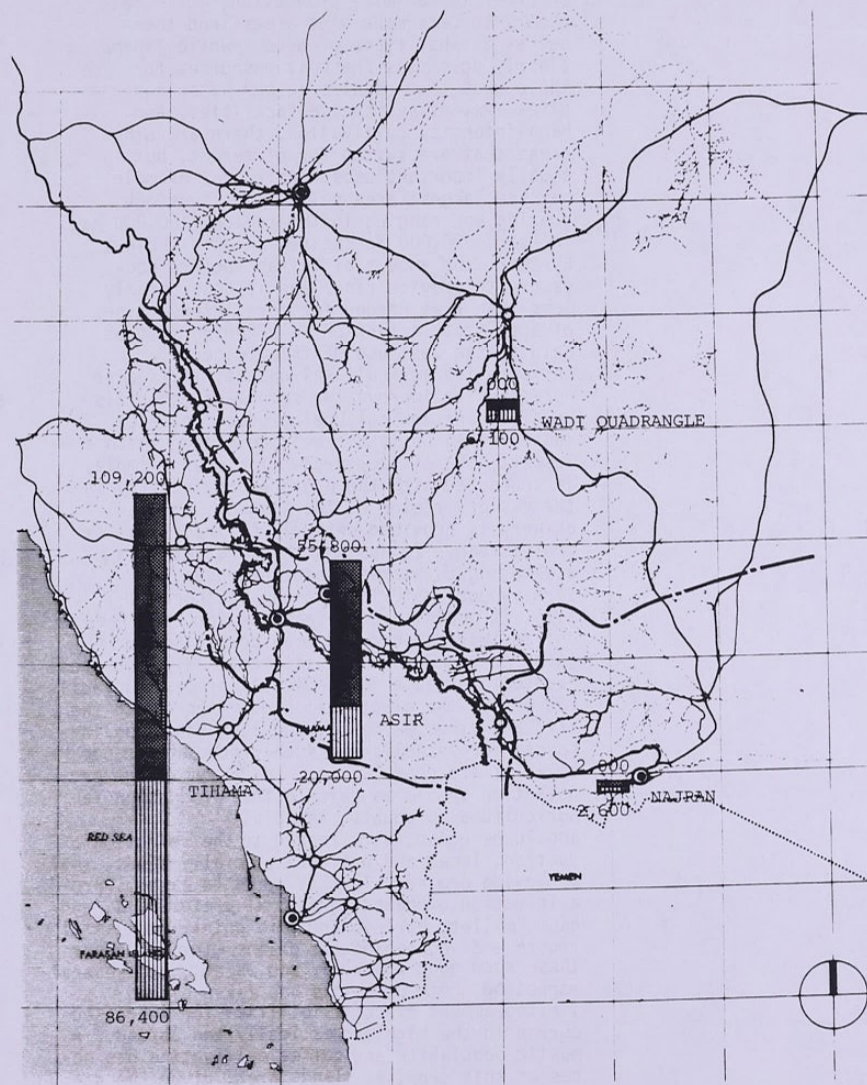 3,000
WADI QUADRANGLE
6,100
109,200
55,800
ASIR
20,000
2,000
TIHAMA
NAJRAN
2,600
RED SEA
YEMEN
FARASAN ISLANDS
86,400